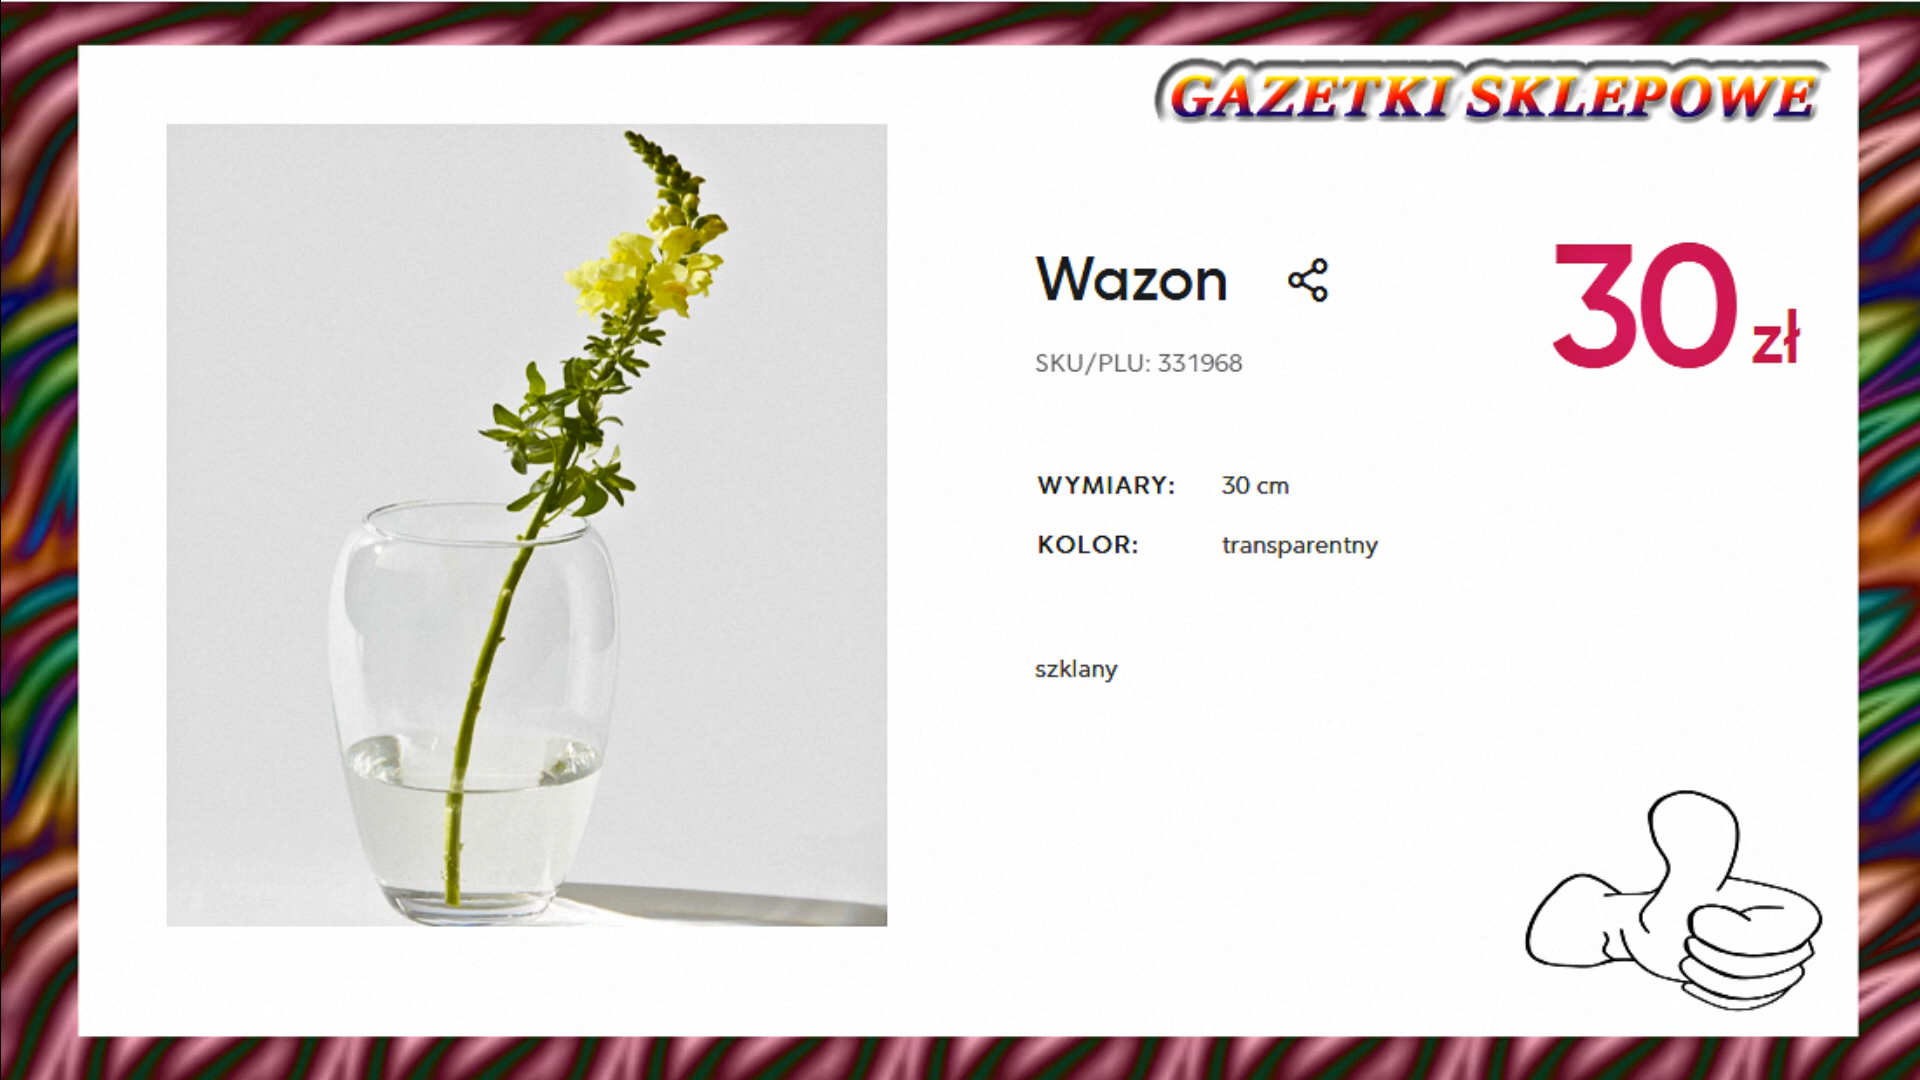 GAZETKI SKLEPOWE
Wazon
30 zł
SKU/PLU: 331968
WYMIARY: 30 cm
KOLOR: transparentny
szklany